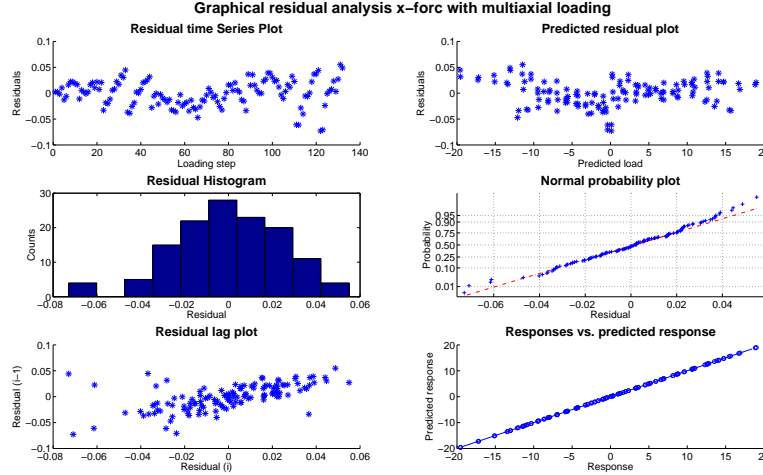 Graphical residual analysis x−forc with multiaxial loading
Residual time Series Plot
0.1
0.05
0
−0.05
−0.1
Residuals
0 20 40 60 80 100 120 140
Loading step
Predicted residual plot
0.1
0.05
0
−0.05
−0.1
Residuals
−20 −15 −10 −5 0 5 10 15 20
Predicted load
Residual Histogram
30
20
10
0
Counts
−0.08 −0.06 −0.04 −0.02 0 0.02 0.04 0.06
Residual
Normal probability plot
0.95
0.90
0.75
0.50
0.25
0.10
0.01
Probability
−0.06 −0.04 −0.02 0 0.02 0.04
Residual
Residual lag plot
0.1
0.05
0
−0.05
−0.1
Residual (i−1)
−0.08 −0.06 −0.04 −0.02 0 0.02 0.04 0.06
Residual (i)
Responses vs. predicted response
20
10
0
−10
−20
Predicted response
−20 −15 −10 −5 0 5 10 15 20
Response